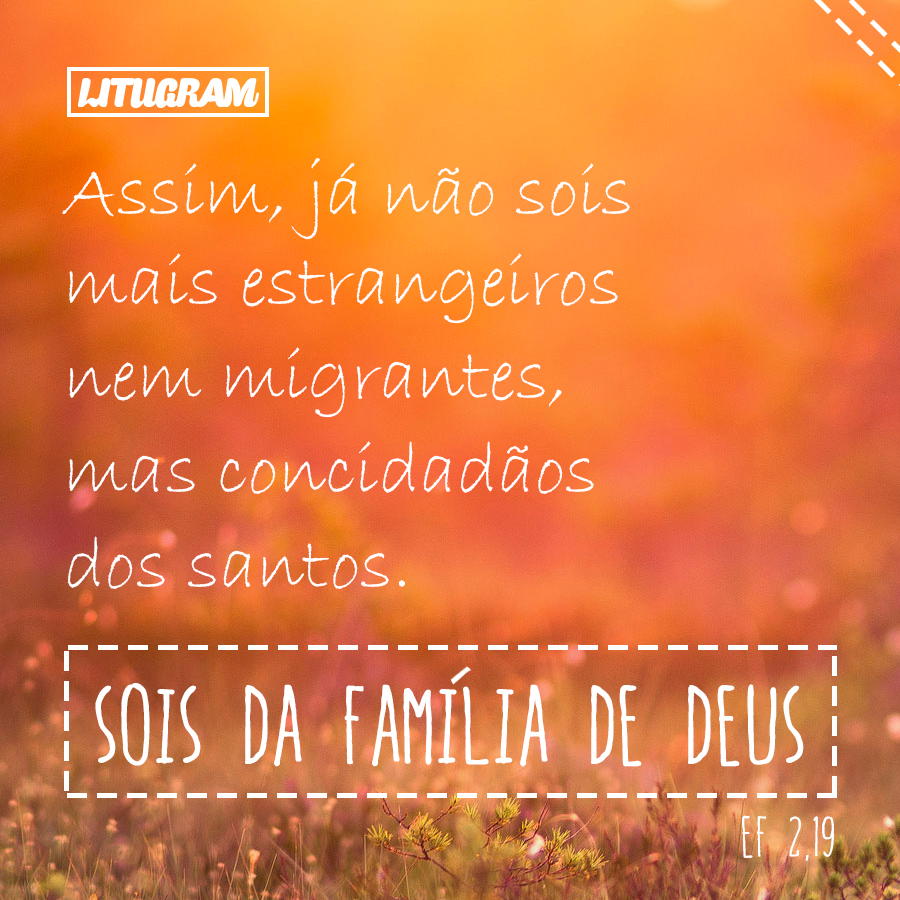 LITUGRAM
Assim, já não sois
mais estrangeiros
nem migrantes,
mas concidadãos
dos santos.
SOIS DA FAMÍLIA DE DEUS
EF 2,19